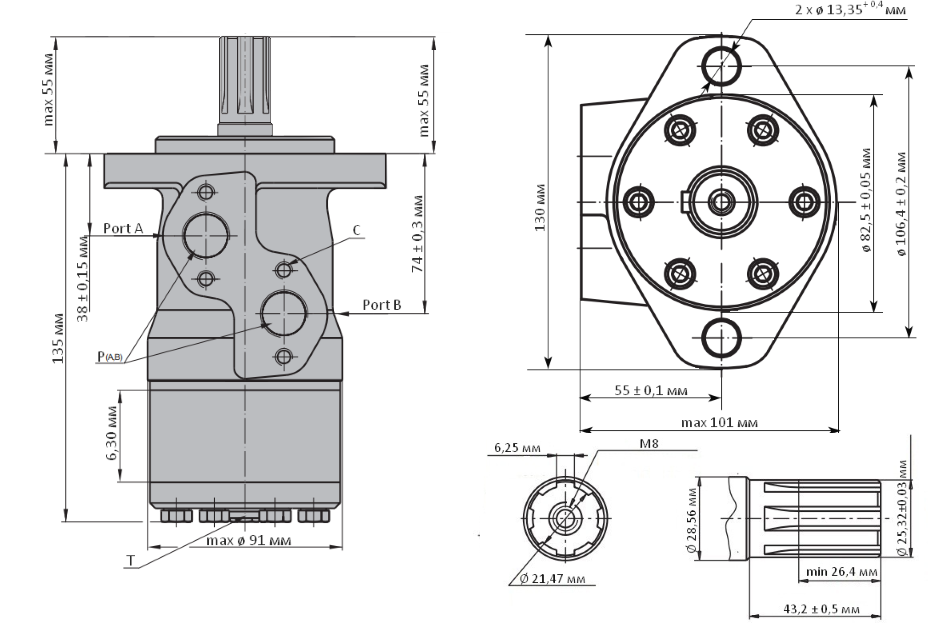 2 x ø 13,35⁺⁰,⁴ мм
max 55 мм
max 55 мм
130 мм
ø 82,5 ± 0,05 мм
ø 106,4 ± 0,2 мм
Port A
C
38 ± 0,15 мм
74 ± 0,3 мм
Port B
135 мм
P(A,B)
6,30 мм
55 ± 0,1 мм
max 101 мм
max ø 91 мм
T
6,25 мм
M8
Ø 21,47 мм
Ø 28,56 мм
Ø 25,32±0,03 мм
min 26,4 мм
43,2 ± 0,5 мм